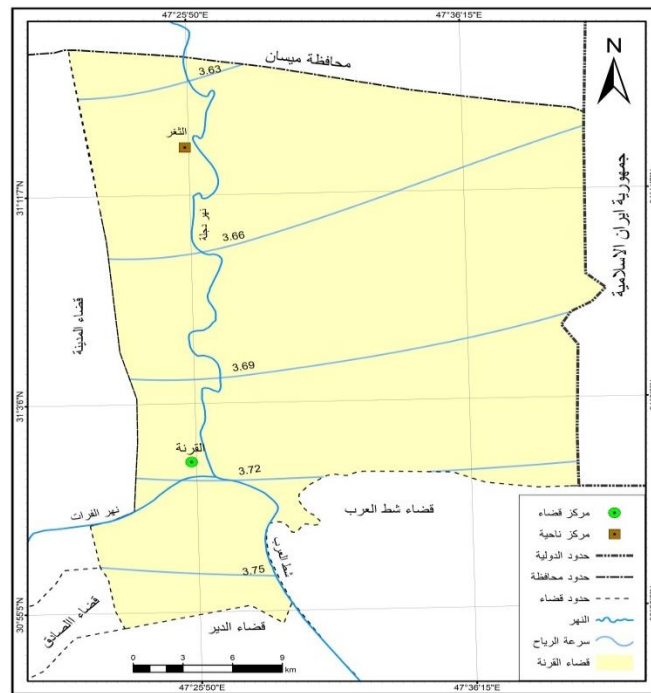 47°25'50"E
47°36'15"E
محافظة ميسان
N
3.63
الثغر
جمهورية ايران الاسلامية
31°11'7"N
نهر دجلة
3.66
قضاء المدينة
3.69
31°3'6"N
القرنة
3.72
قضاء شط العرب
نهر الفرات
شط العرب
3.75
قضاء الصادق
قضاء الدير
30°55'5"N
مركز قضاء
مركز ناحية
حدود الدولية
حدود محافظة
حدود قضاء
النهر
سرعة الرياح
قضاء القرنة
0 3 6 9
km
47°25'50"E
47°36'15"E